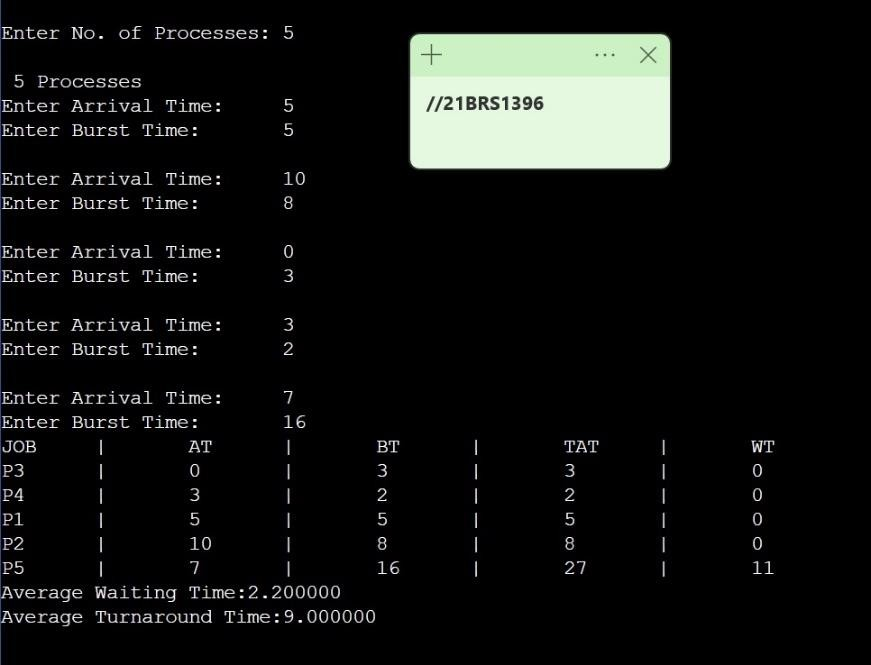 Enter No. of Processes: 5
//21BRS1396
5 Processes
Enter Arrival Time: 5
Enter Burst Time: 5
Enter Arrival Time: 10
Enter Burst Time: 8
Enter Arrival Time: 0
Enter Burst Time: 3
Enter Arrival Time: 3
Enter Burst Time: 2
Enter Arrival Time: 7
Enter Burst Time: 16
JOB | AT | BT | TAT | WT
P3 | 0 | 3 | 3 | 0
P4 | 3 | 2 | 2 | 0
P1 | 5 | 5 | 5 | 0
P2 | 10 | 8 | 8 | 0
P5 | 7 | 16 | 27 | 11
Average Waiting Time:2.200000
Average Turnaround Time:9.000000